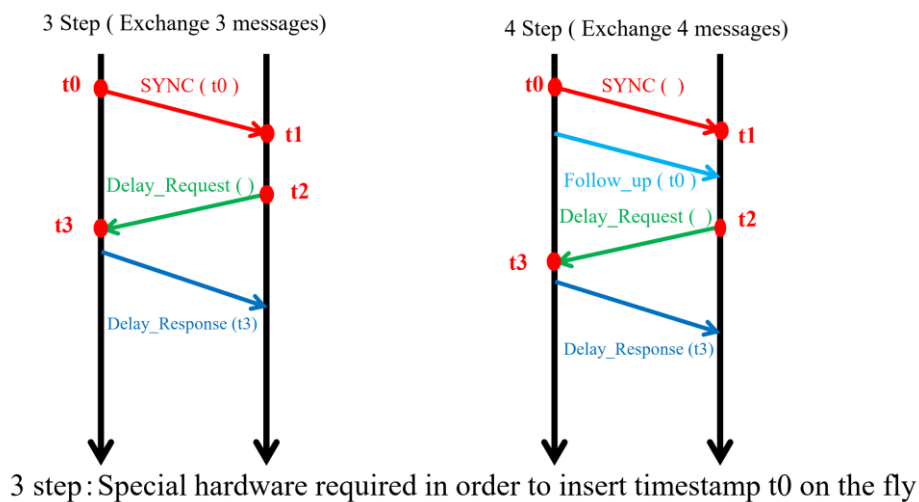 3 Step ( Exchange 3 messages)
t0
SYNC ( t0 )
t1
Delay_Request ( )
t2
t3
Delay_Response (t3)
4 Step ( Exchange 4 messages)
t0
SYNC ( )
t1
Follow_up ( t0 )
Delay_Request ( )
t2
t3
Delay_Response (t3)
3 step : Special hardware required in order to insert timestamp t0 on the fly